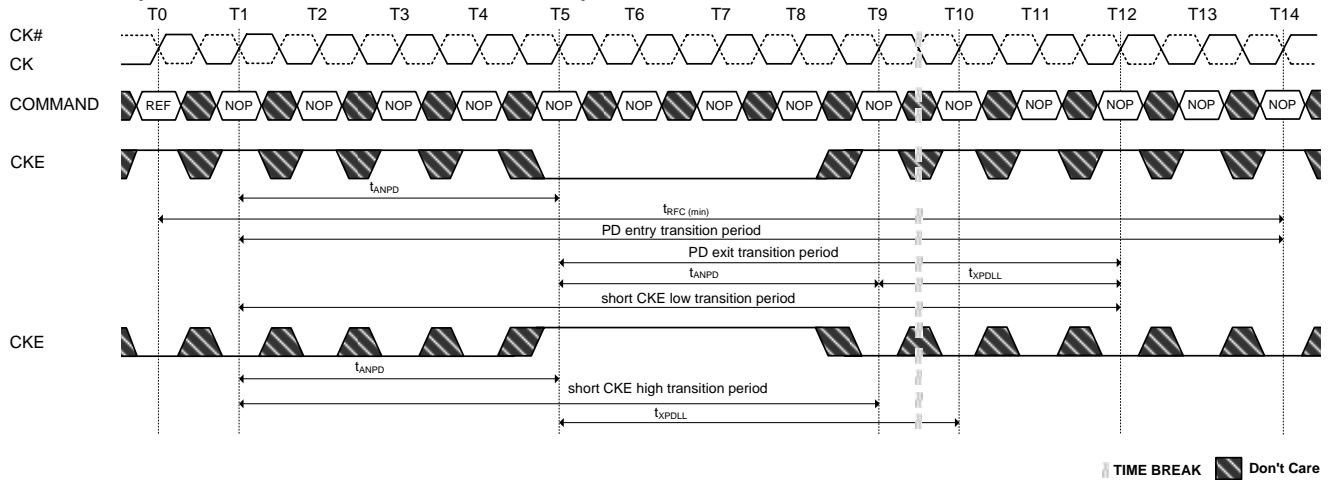 T0 T1 T2 T3 T4 T5 T6 T7 T8 T9 T10 T11 T12 T13 T14
CK#
CK
COMMAND REF NOP NOP NOP NOP NOP NOP NOP NOP NOP NOP NOP NOP NOP NOP
CKE
tANPD
tRFC (min)
PD entry transition period
PD exit transition period
tANPD tXPDLL
short CKE low transition period
CKE
tANPD
short CKE high transition period
tXPDLL
TIME BREAK Don't Care